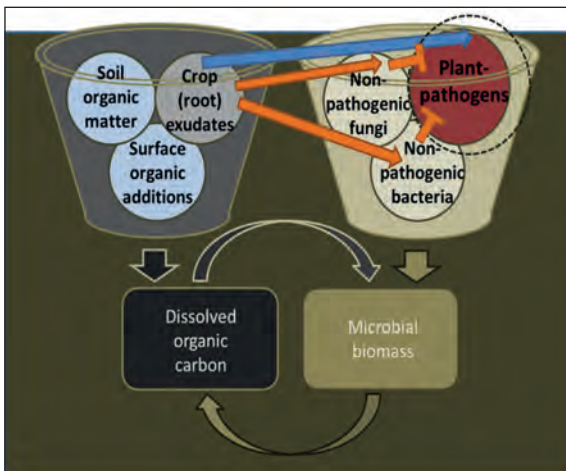 Soil
organic
matter
Crop
(root)
exudates
Surface
organic
additions
Non-
pathogenic
fungi
Plant-
pathogens
Non-
pathogenic
bacteria
Dissolved
organic
carbon
Microbial
biomass